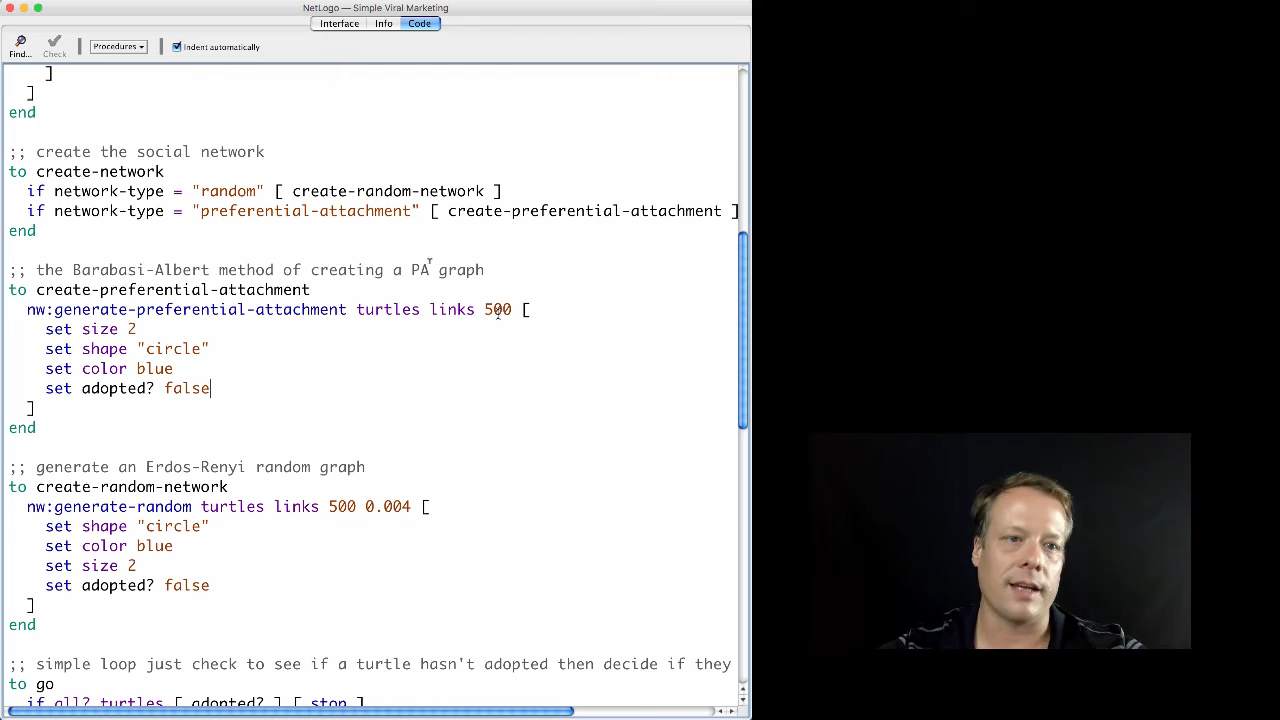 NetLogo — Simple Viral Marketing
Interface Info Code
Find... Check Procedures Indent automatically
]
]
end
;; create the social network
to create-network
if network-type = "random" [ create-random-network ]
if network-type = "preferential-attachment" [ create-preferential-attachment ]
end
;; the Barabasi-Albert method of creating a PA graph
to create-preferential-attachment
nw:generate-preferential-attachment turtles links 500 [
set size 2
set shape "circle"
set color blue
set adopted? false
]
end
;; generate an Erdos-Renyi random graph
to create-random-network
nw:generate-random turtles links 500 0.004 [
set shape "circle"
set color blue
set size 2
set adopted? false
]
end
;; simple loop just check to see if a turtle hasn't adopted then decide if they
to go
if all? turtles [ adopted? ] [ stop ]